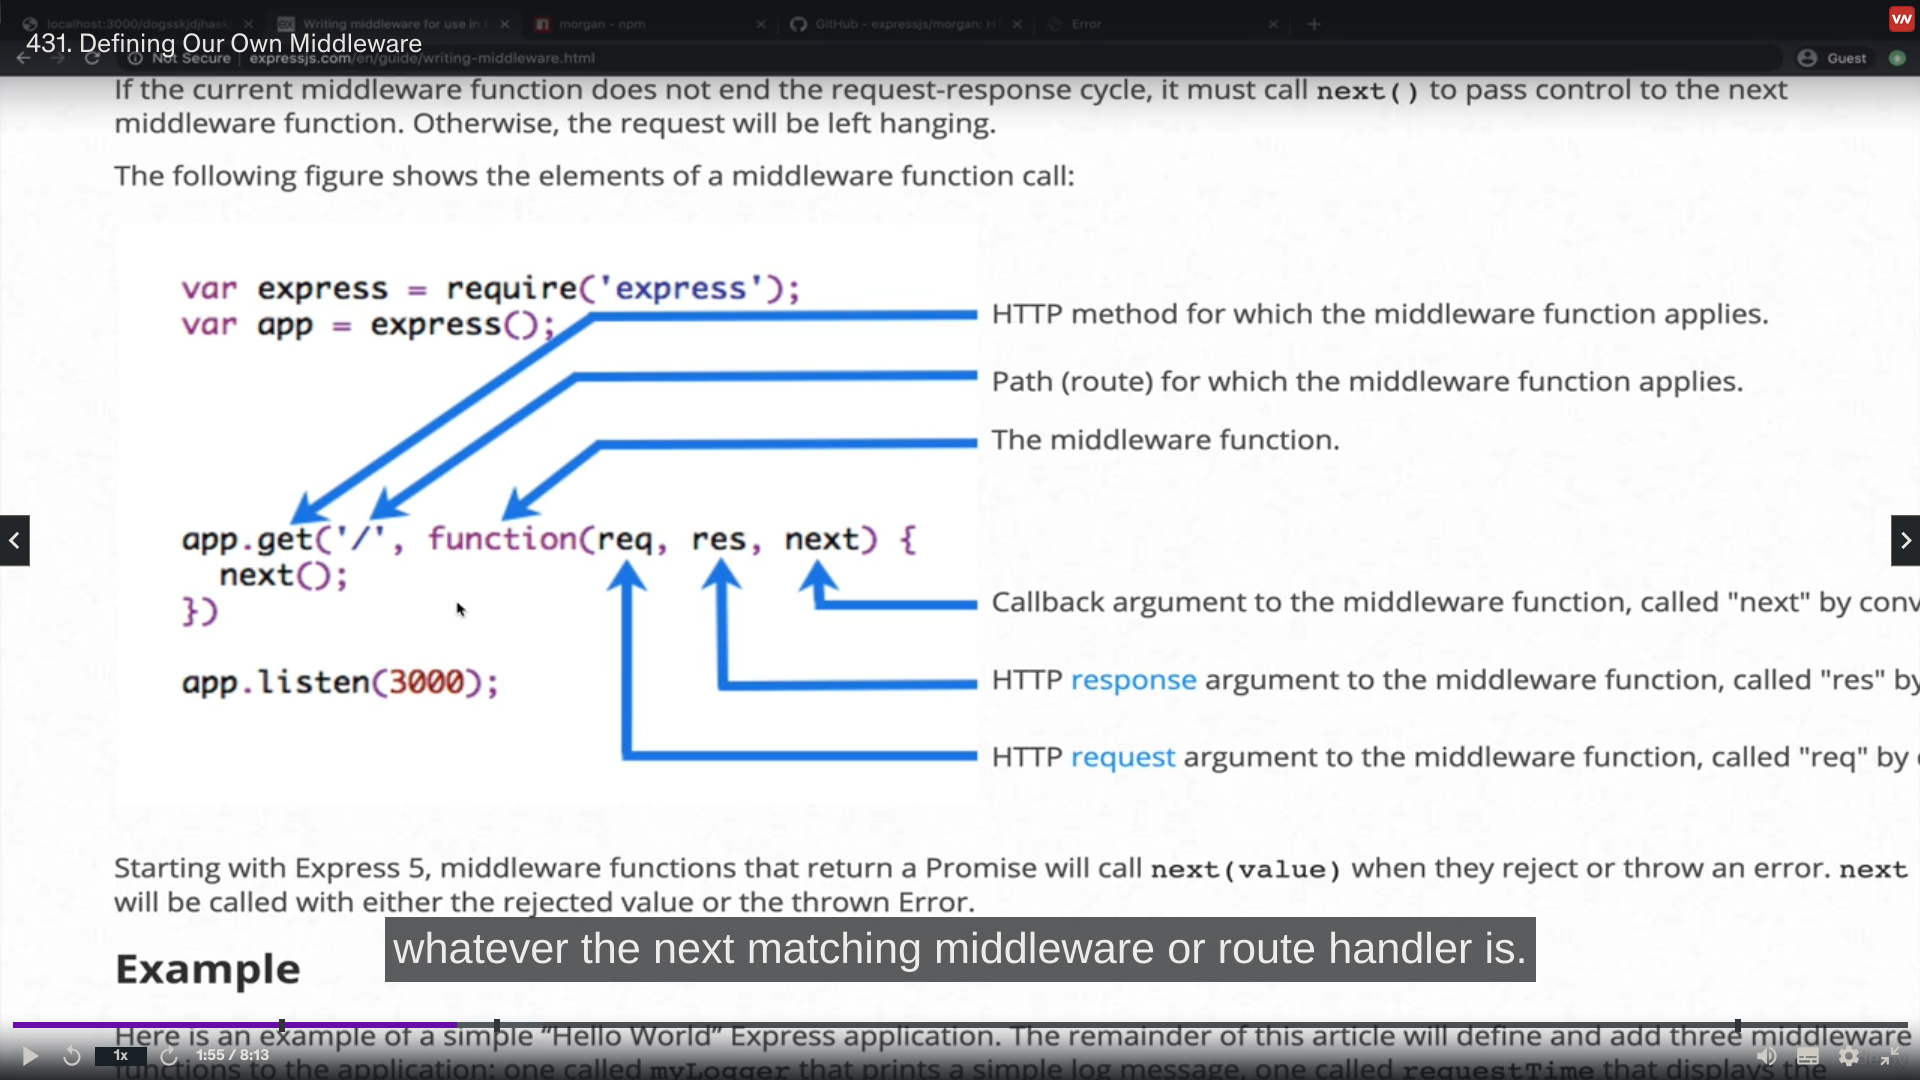 localhost:3000/dogsskjdjhask
Writing middleware for use in
morgan - npm
GitHub - expressjs/morgan: H
Error
431. Defining Our Own Middleware
Not Secure | expressjs.com/en/guide/writing-middleware.html
Guest
If the current middleware function does not end the request-response cycle, it must call next() to pass control to the next
middleware function. Otherwise, the request will be left hanging.
The following figure shows the elements of a middleware function call:
var express = require('express');
var app = express();
HTTP method for which the middleware function applies.
Path (route) for which the middleware function applies.
The middleware function.
app.get('/', function(req, res, next) {
next();
})
app.listen(3000);
Callback argument to the middleware function, called "next" by conv
HTTP response argument to the middleware function, called "res" by
HTTP request argument to the middleware function, called "req" by
Starting with Express 5, middleware functions that return a Promise will call next(value) when they reject or throw an error. next
will be called with either the rejected value or the thrown Error.
whatever the next matching middleware or route handler is.
Example
Here is an example of a simple “Hello World” Express application. The remainder of this article will define and add three middleware
1x
1:55 / 8:13
functions to the application: one called myLogger that prints a simple log message, one called requestTime that displays the